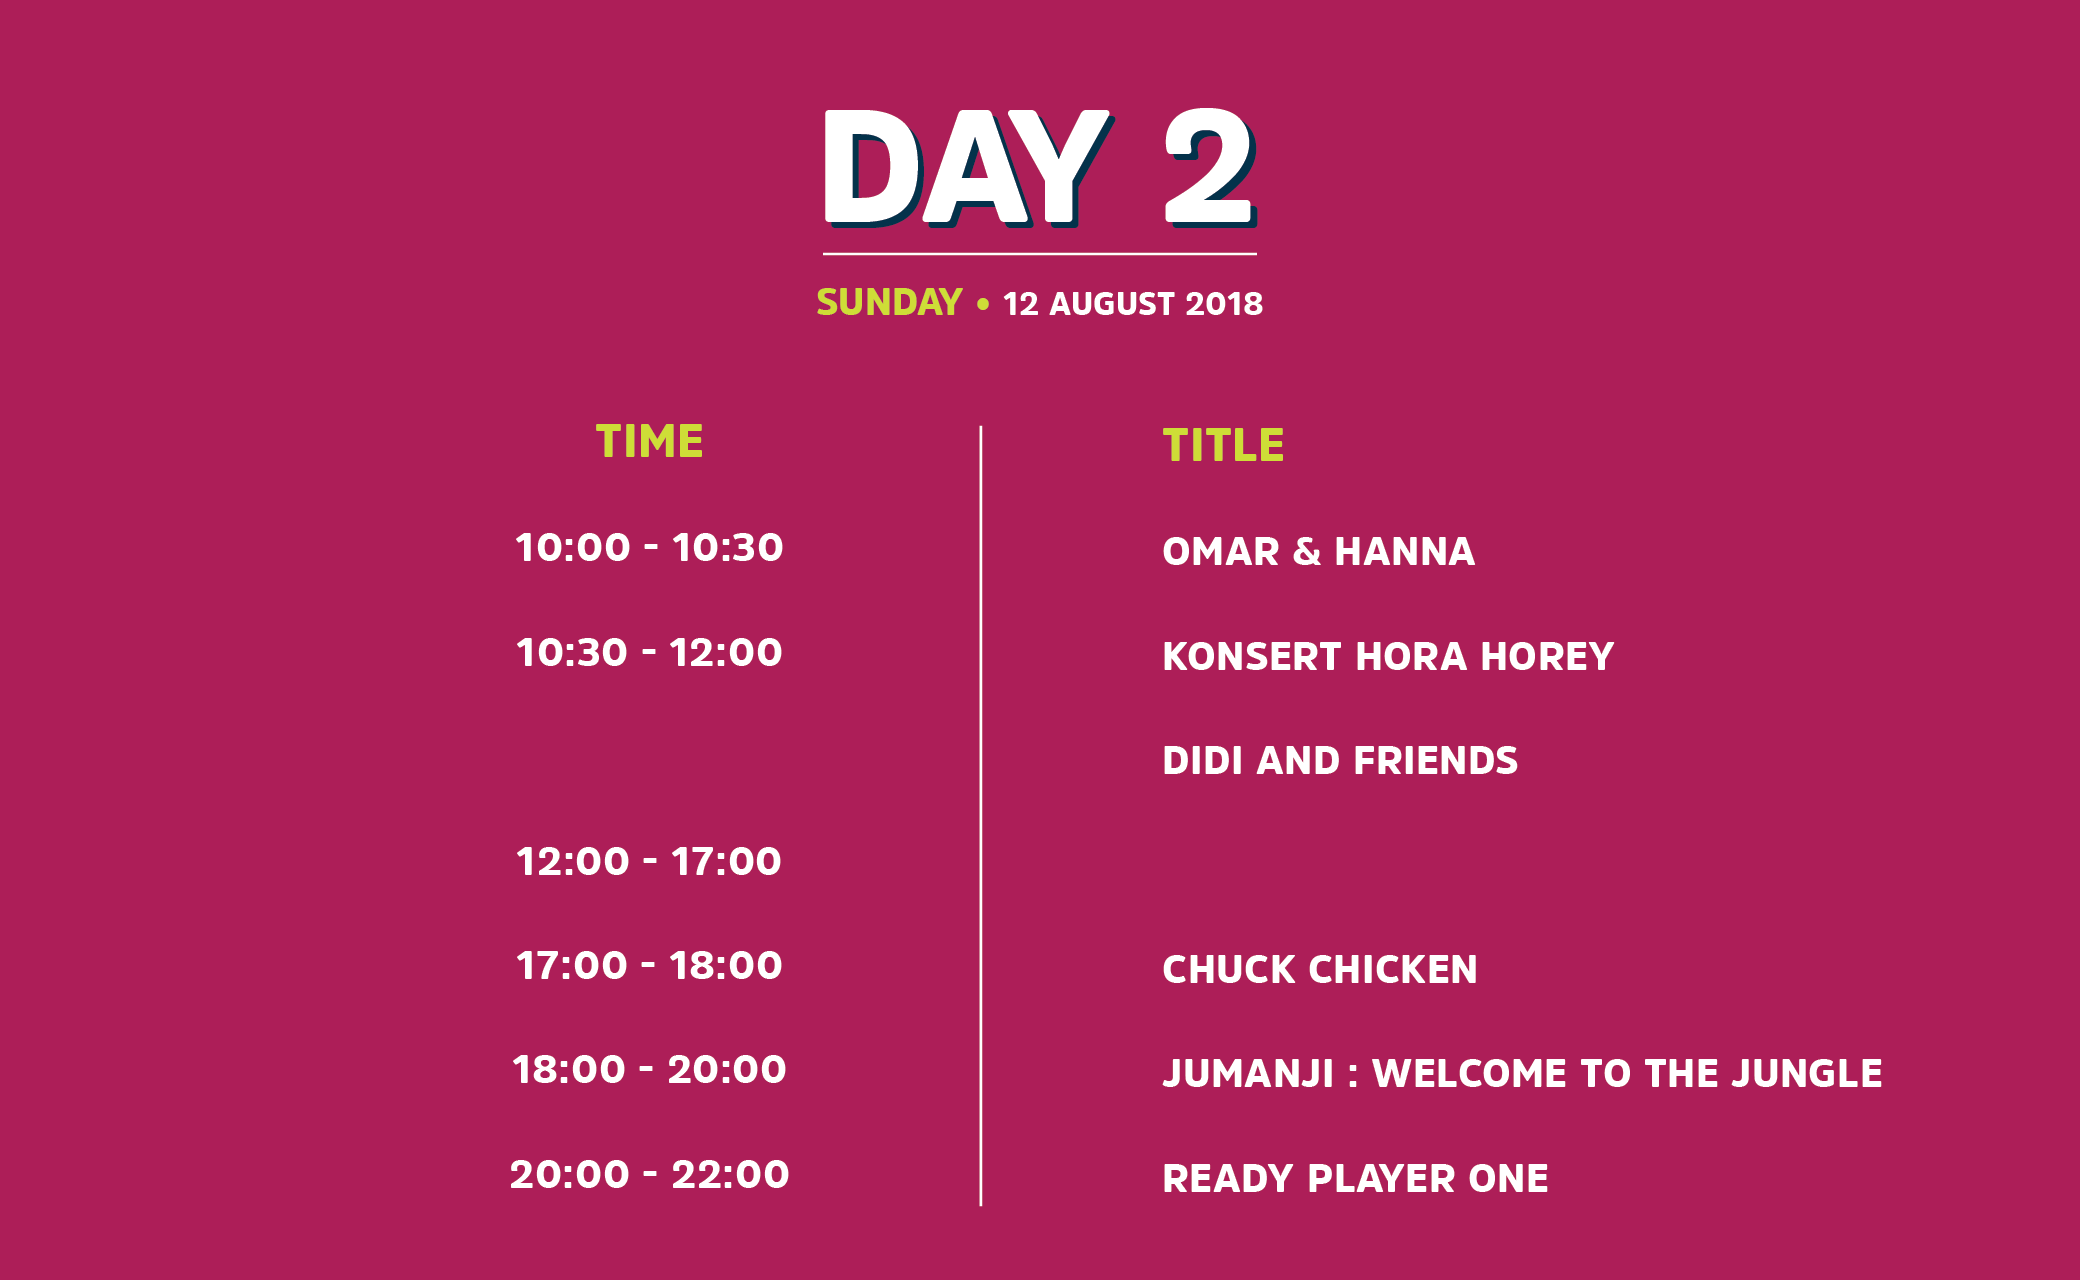 DAY 2
SUNDAY • 12 AUGUST 2018
TIME TITLE
10:00 - 10:30 OMAR & HANNA
10:30 - 12:00 KONSERT HORA HOREY
DIDI AND FRIENDS
12:00 - 17:00
17:00 - 18:00 CHUCK CHICKEN
18:00 - 20:00 JUMANJI : WELCOME TO THE JUNGLE
20:00 - 22:00 READY PLAYER ONE